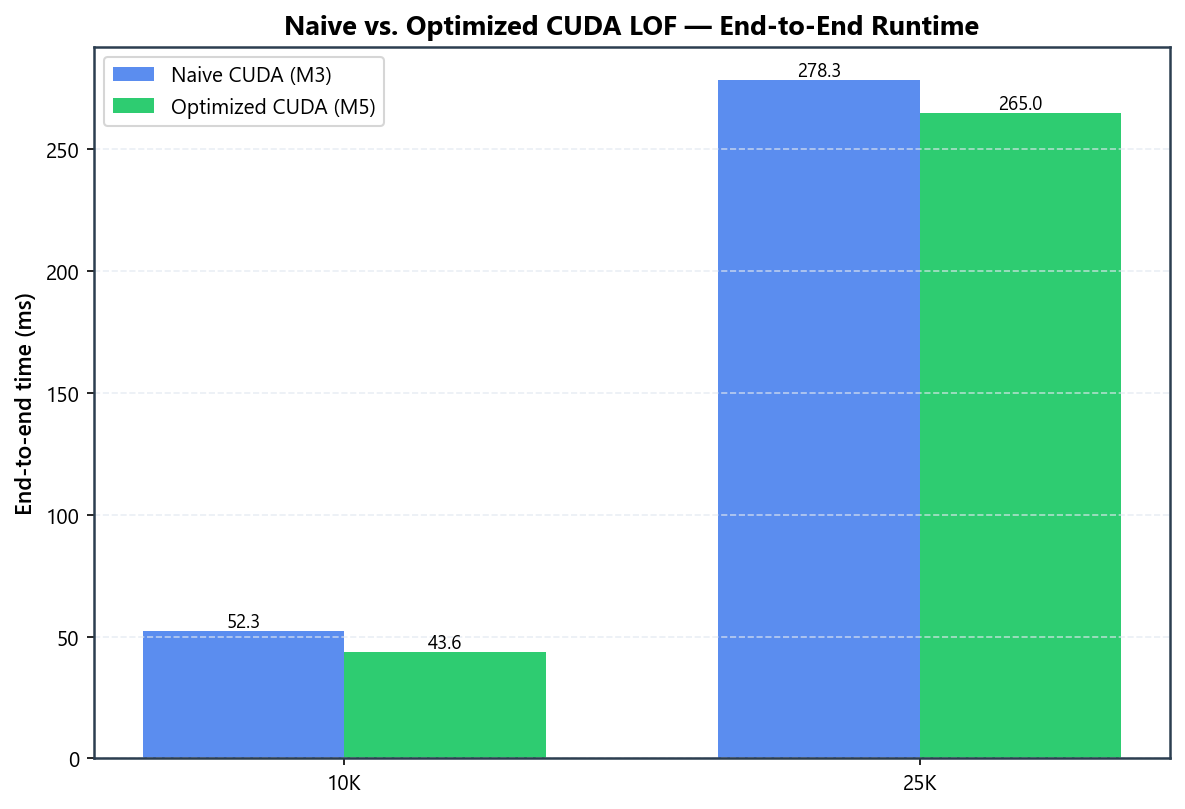 Naive vs. Optimized CUDA LOF — End-to-End Runtime
Naive CUDA (M3)
Optimized CUDA (M5)
End-to-end time (ms)
250
200
150
100
50
0
278.3
265.0
52.3
43.6
10K
25K